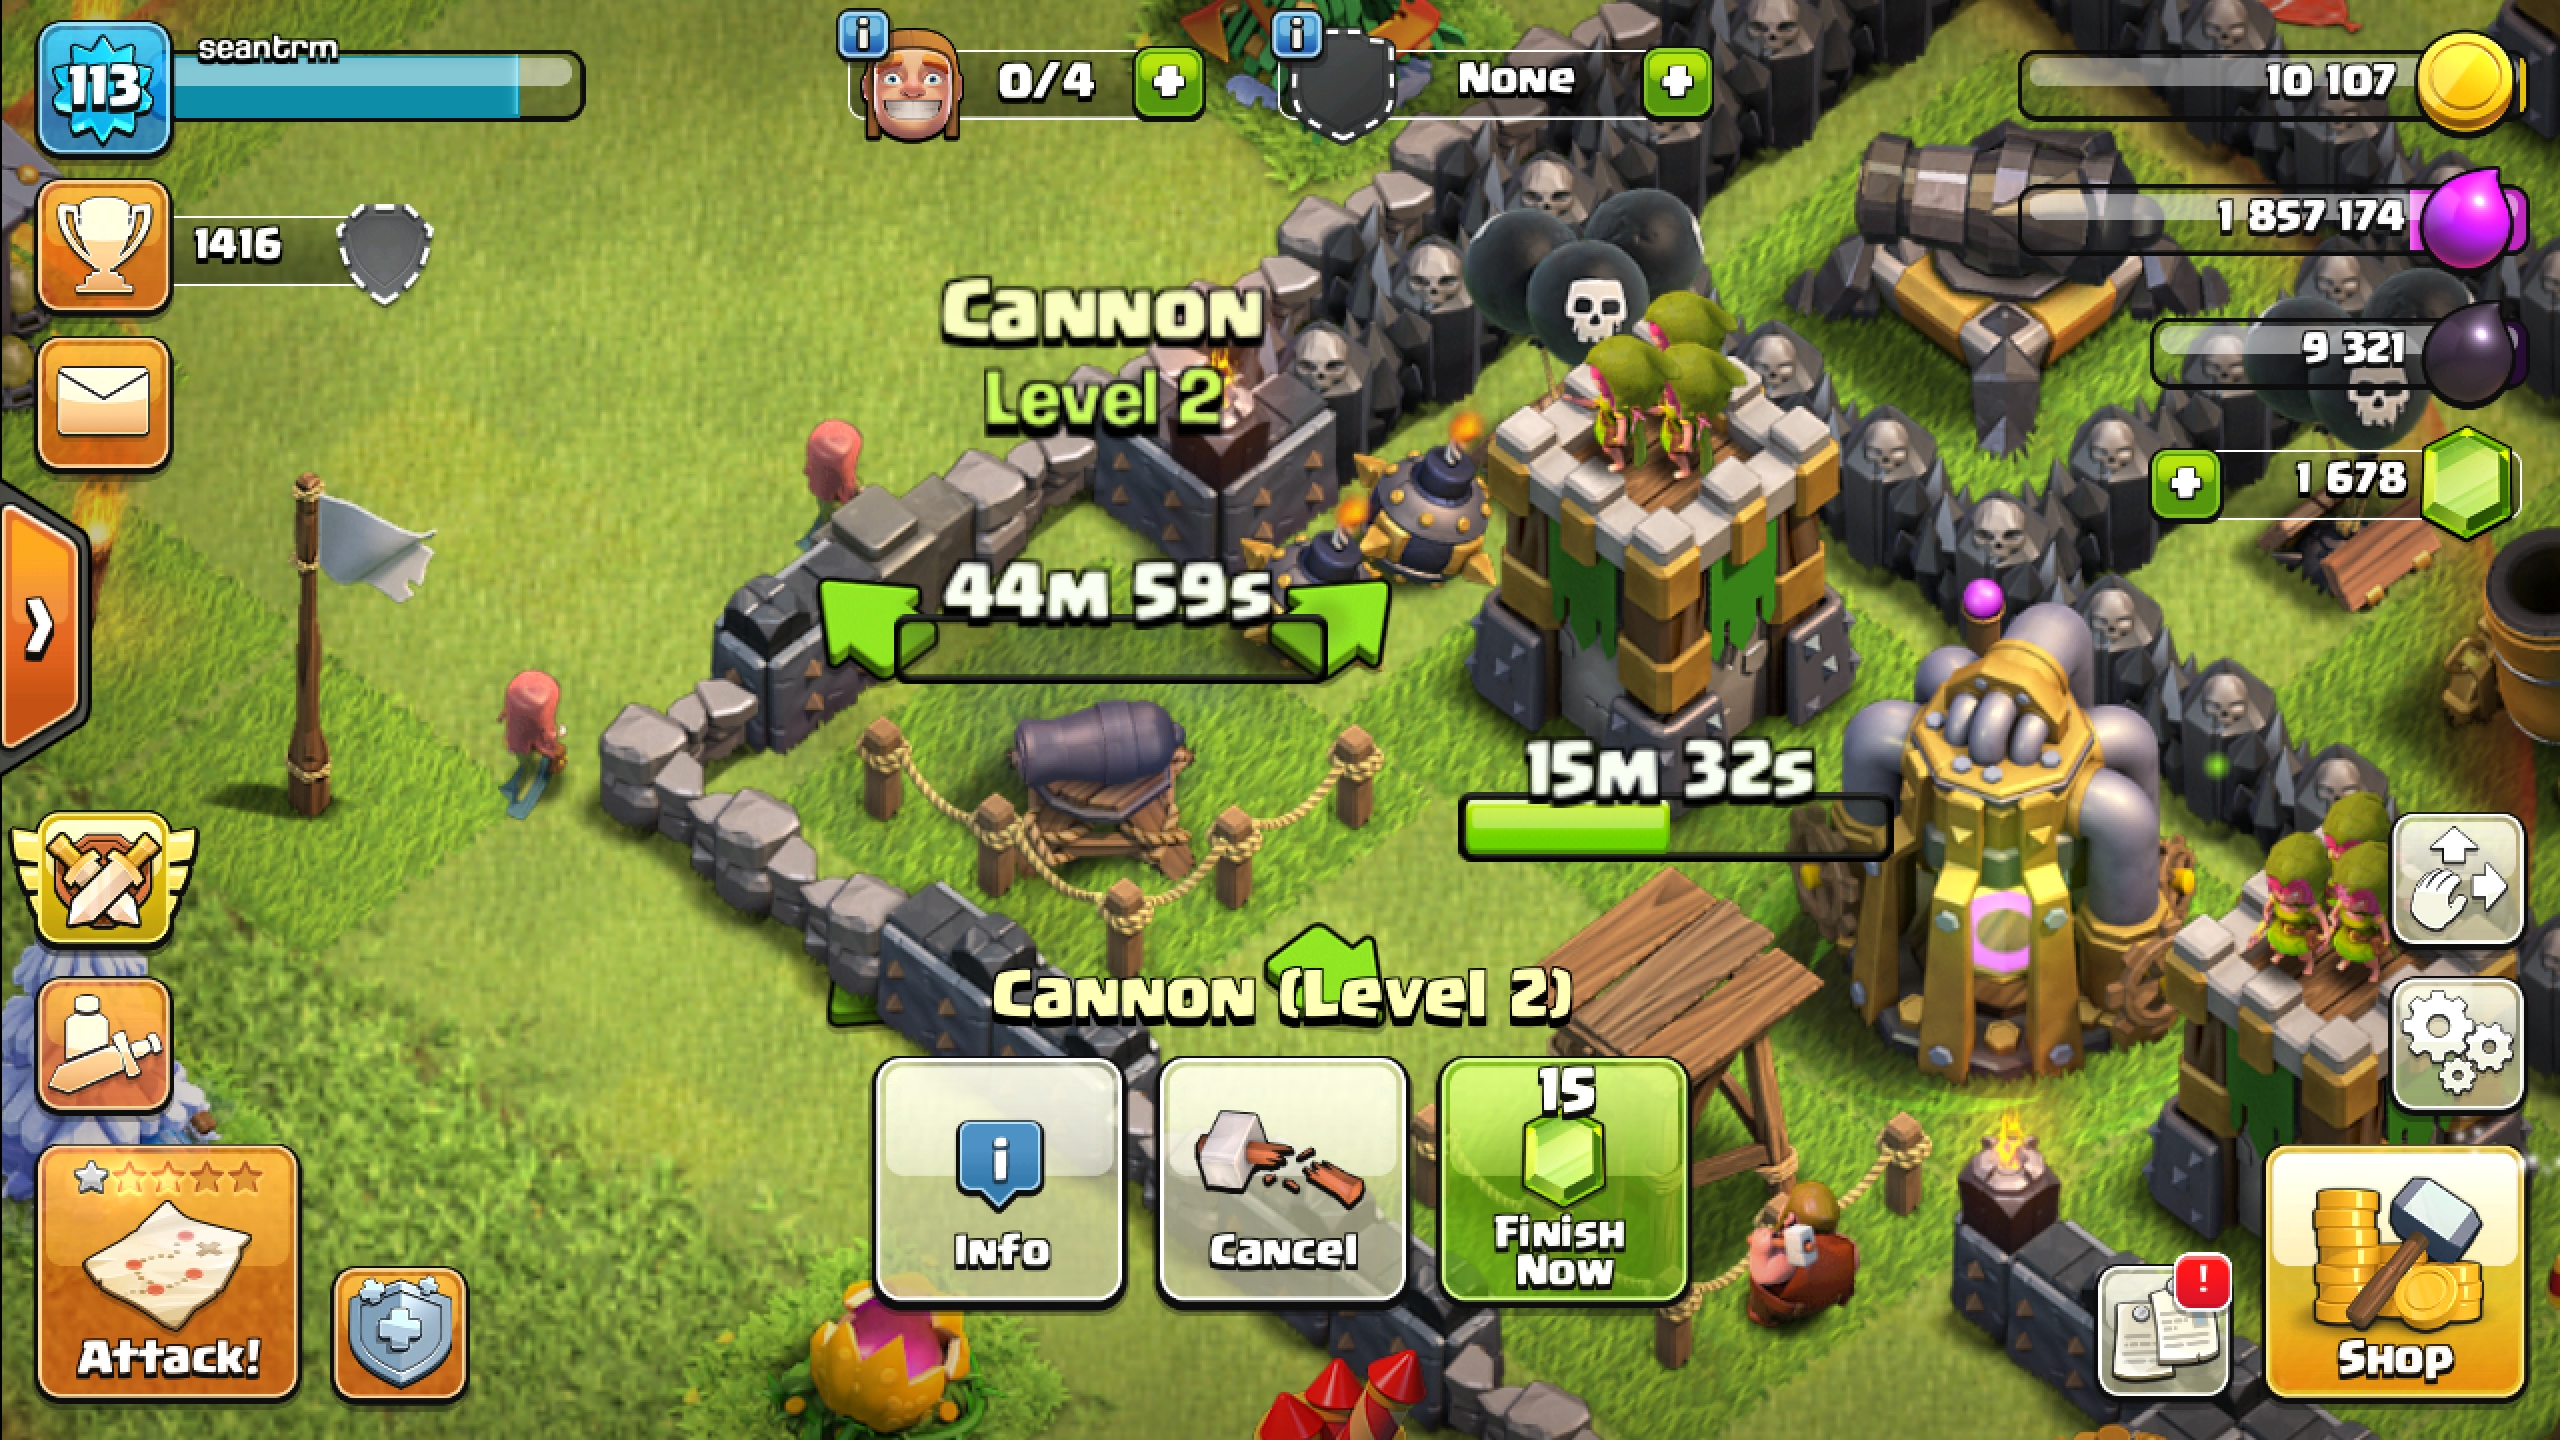 113
seantrm
0/4
None
10 107
1416
1 857 174
9 321
1 678
Cannon
Level 2
44m 59s
15m 32s
Cannon (Level 2)
Info
Cancel
15
Finish
Now
Attack!
!
Shop